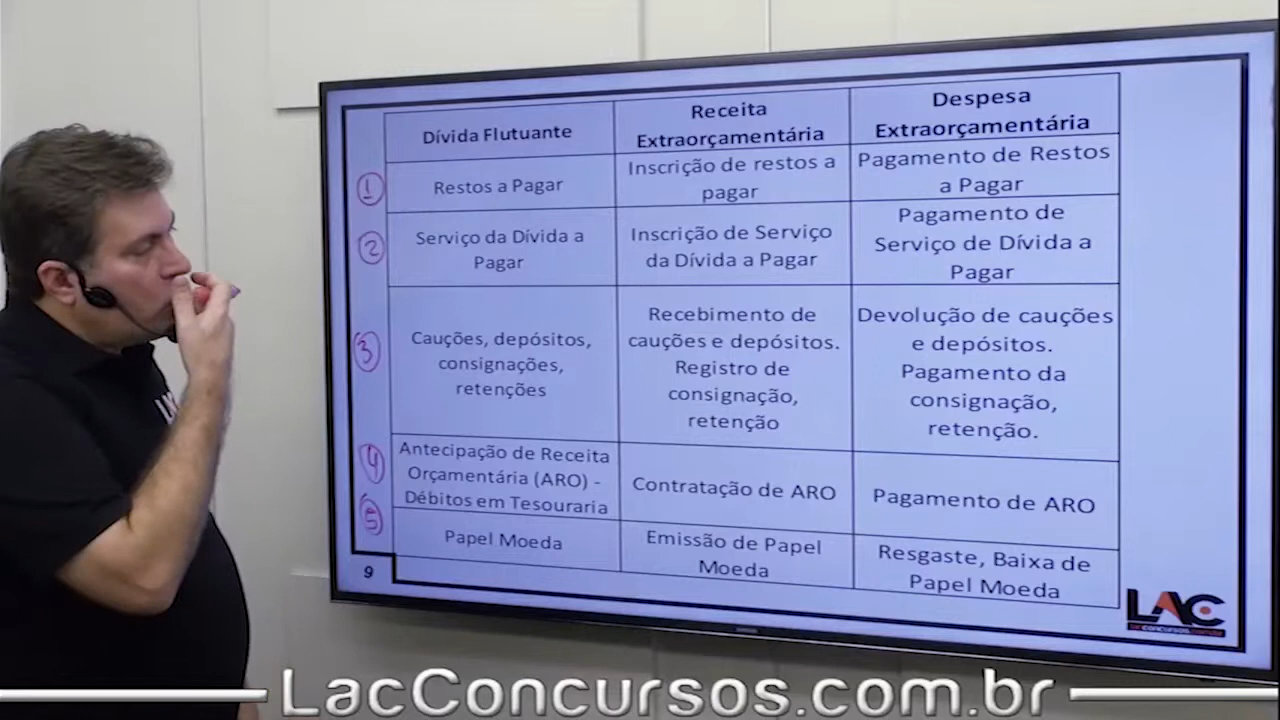 Dívida Flutuante
Receita
Extraorçamentária
Despesa
Extraorçamentária
1
Restos a Pagar
Inscrição de restos a
pagar
Pagamento de Restos
a Pagar
2
Serviço da Dívida a
Pagar
Inscrição de Serviço
da Dívida a Pagar
Pagamento de
Serviço de Dívida a
Pagar
3
Cauções, depósitos,
consignações,
retenções
Recebimento de
cauções e depósitos.
Registro de
consignação,
retenção
Devolução de cauções
e depósitos.
Pagamento da
consignação,
retenção.
4
Antecipação de Receita
Orçamentária (ARO) -
Débitos em Tesouraria
Contratação de ARO
Pagamento de ARO
5
Papel Moeda
Emissão de Papel
Moeda
Resgaste, Baixa de
Papel Moeda
9
LAC
LacConcursos.com.br